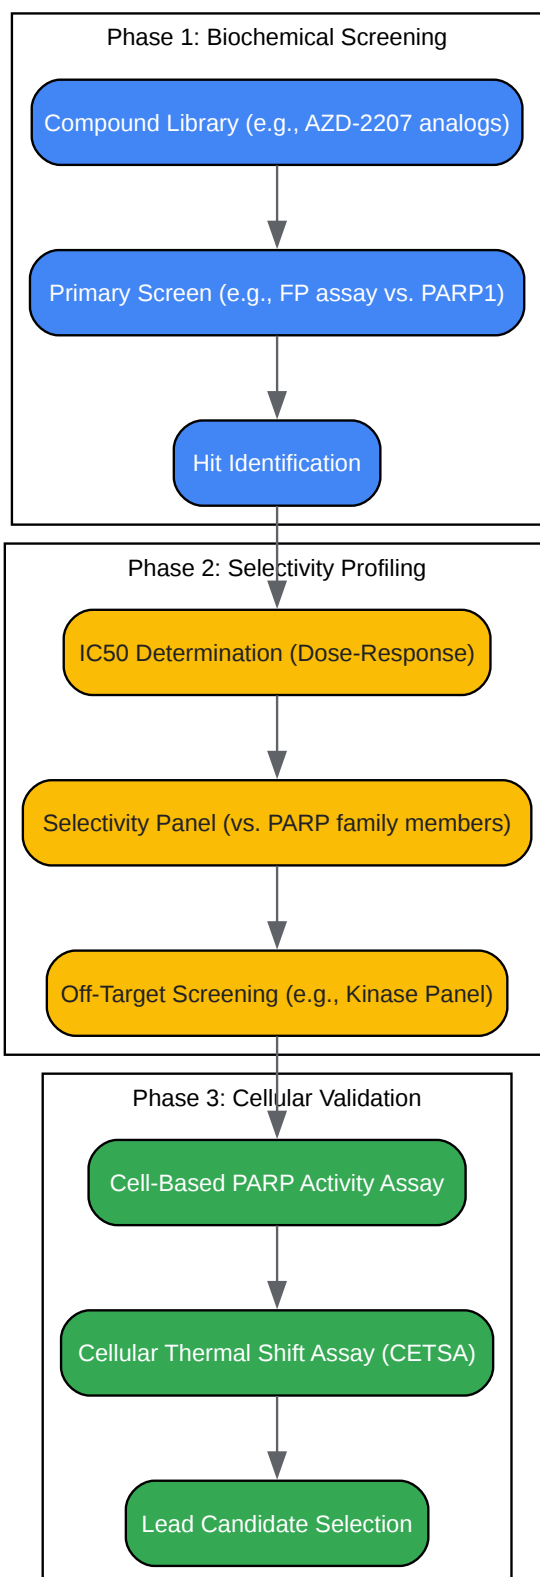 Phase 1: Biochemical Screening
Compound Library (e.g., AZD-2207 analogs)
Primary Screen (e.g., FP assay vs. PARP1)
Hit Identification
Phase 2: Selectivity Profiling
IC50 Determination (Dose-Response)
Selectivity Panel (vs. PARP family members)
Off-Target Screening (e.g., Kinase Panel)
Phase 3: Cellular Validation
Cell-Based PARP Activity Assay
Cellular Thermal Shift Assay (CETSA)
Lead Candidate Selection